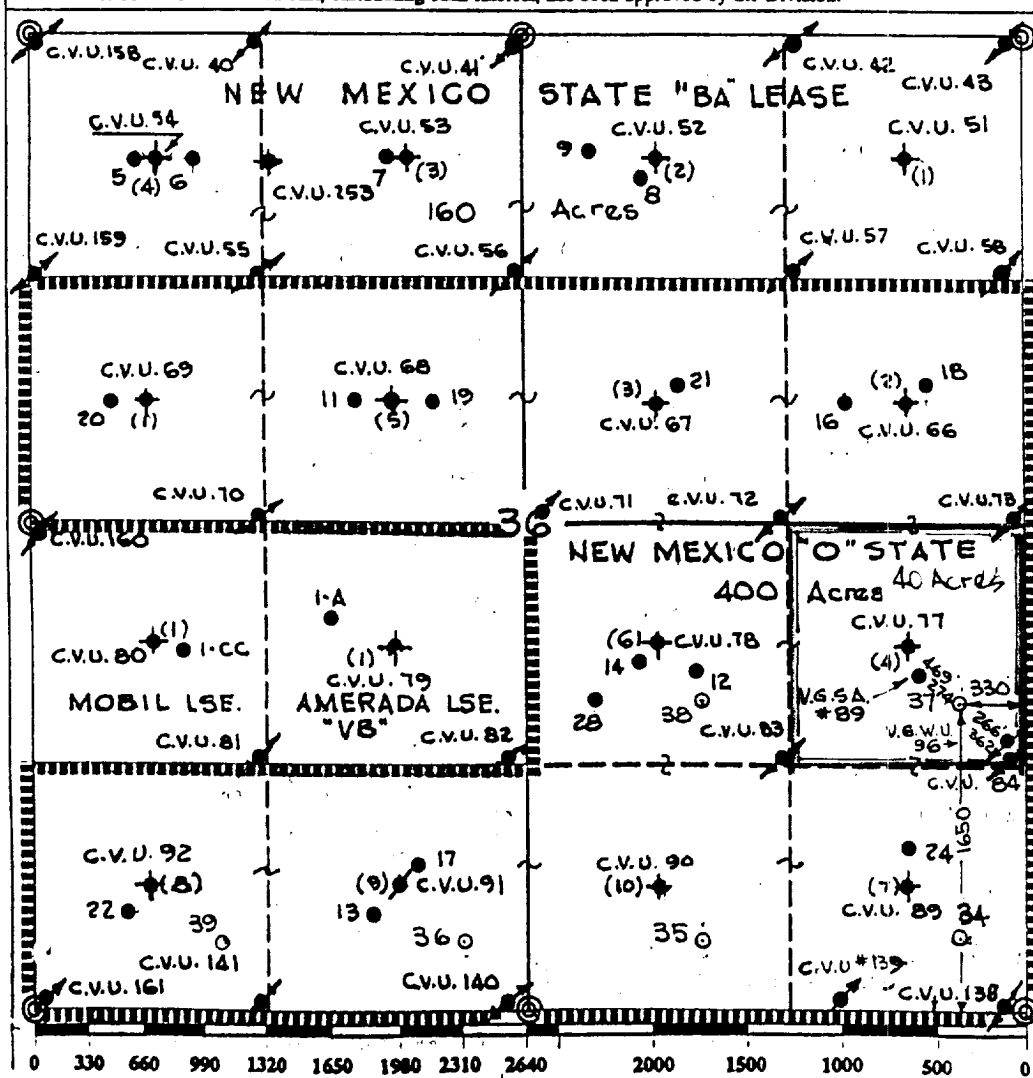 C.V.U. 158 C.V.U. 40 C.V.U. 41 C.V.U. 42 C.V.U. 43
NEW MEXICO STATE "BA" LEASE
C.V.U. 54 C.V.U. 53 C.V.U. 52 C.V.U. 51
5 (4) 6 C.V.U. 253 7 (3) 9 (2) 8 (1)
160 Acres
C.V.U. 159 C.V.U. 55 C.V.U. 56 C.V.U. 57 C.V.U. 58
C.V.U. 69 C.V.U. 68 (3) 21 (2) 18
20 (1) 11 (5) 19 C.V.U. 67 16 C.V.U. 66
C.V.U. 70 C.V.U. 71 C.V.U. 72 C.V.U. 73
36
C.V.U. 160 NEW MEXICO "O" STATE
400 Acres 40 Acres
1-A C.V.U. 77
(1) (6) C.V.U. 78 (4)
C.V.U. 80 1-CC (1) C.V.U. 79 14 12 469 274 330
MOBIL LSE. AMERADA LSE. "VB" 28 38 V.G.S.A. #89 37 266
V.G.W.U. 96 362
C.V.U. 81 C.V.U. 82 C.V.U. 83 C.V.U. 84
1650
C.V.U. 92 17 C.V.U. 90 24
(8) (9) C.V.U. 91 (10) (7)
22 13 C.V.U. 89 34
39 36 35
C.V.U. 141 C.V.U. 140 C.V.U #139 C.V.U. 138
C.V.U. 161
0 330 660 990 1320 1650 1980 2310 2640 2000 1500 1000 500 0